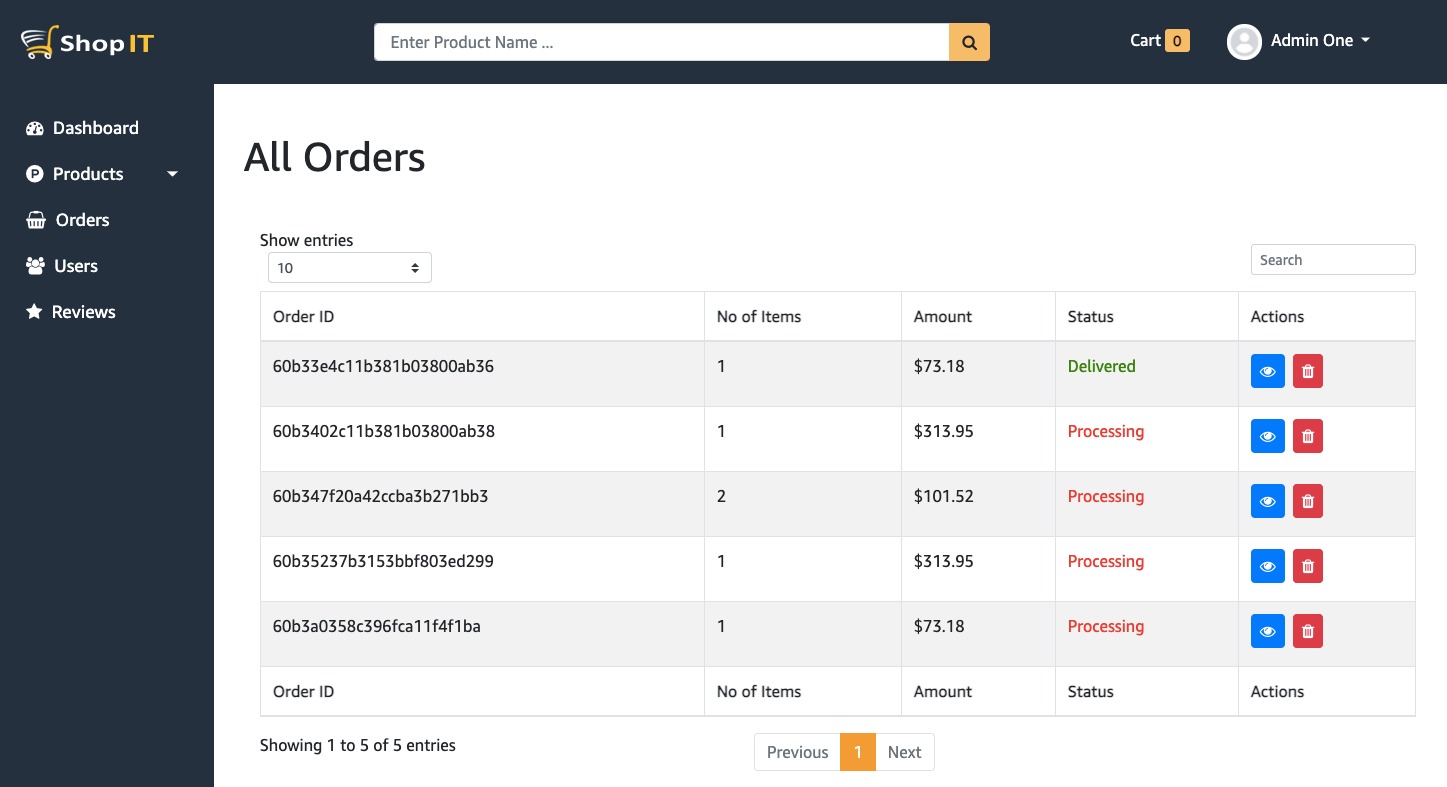 Shop IT
Enter Product Name ...
Cart 0
Admin One
Dashboard
Products
Orders
Users
Reviews
All Orders
Show entries
10
Search
Order ID No of Items Amount Status Actions
60b33e4c11b381b03800ab36 1 $73.18 Delivered
60b3402c11b381b03800ab38 1 $313.95 Processing
60b347f20a42ccba3b271bb3 2 $101.52 Processing
60b35237b3153bbf803ed299 1 $313.95 Processing
60b3a0358c396fca11f4f1ba 1 $73.18 Processing
Order ID No of Items Amount Status Actions
Showing 1 to 5 of 5 entries
Previous 1 Next